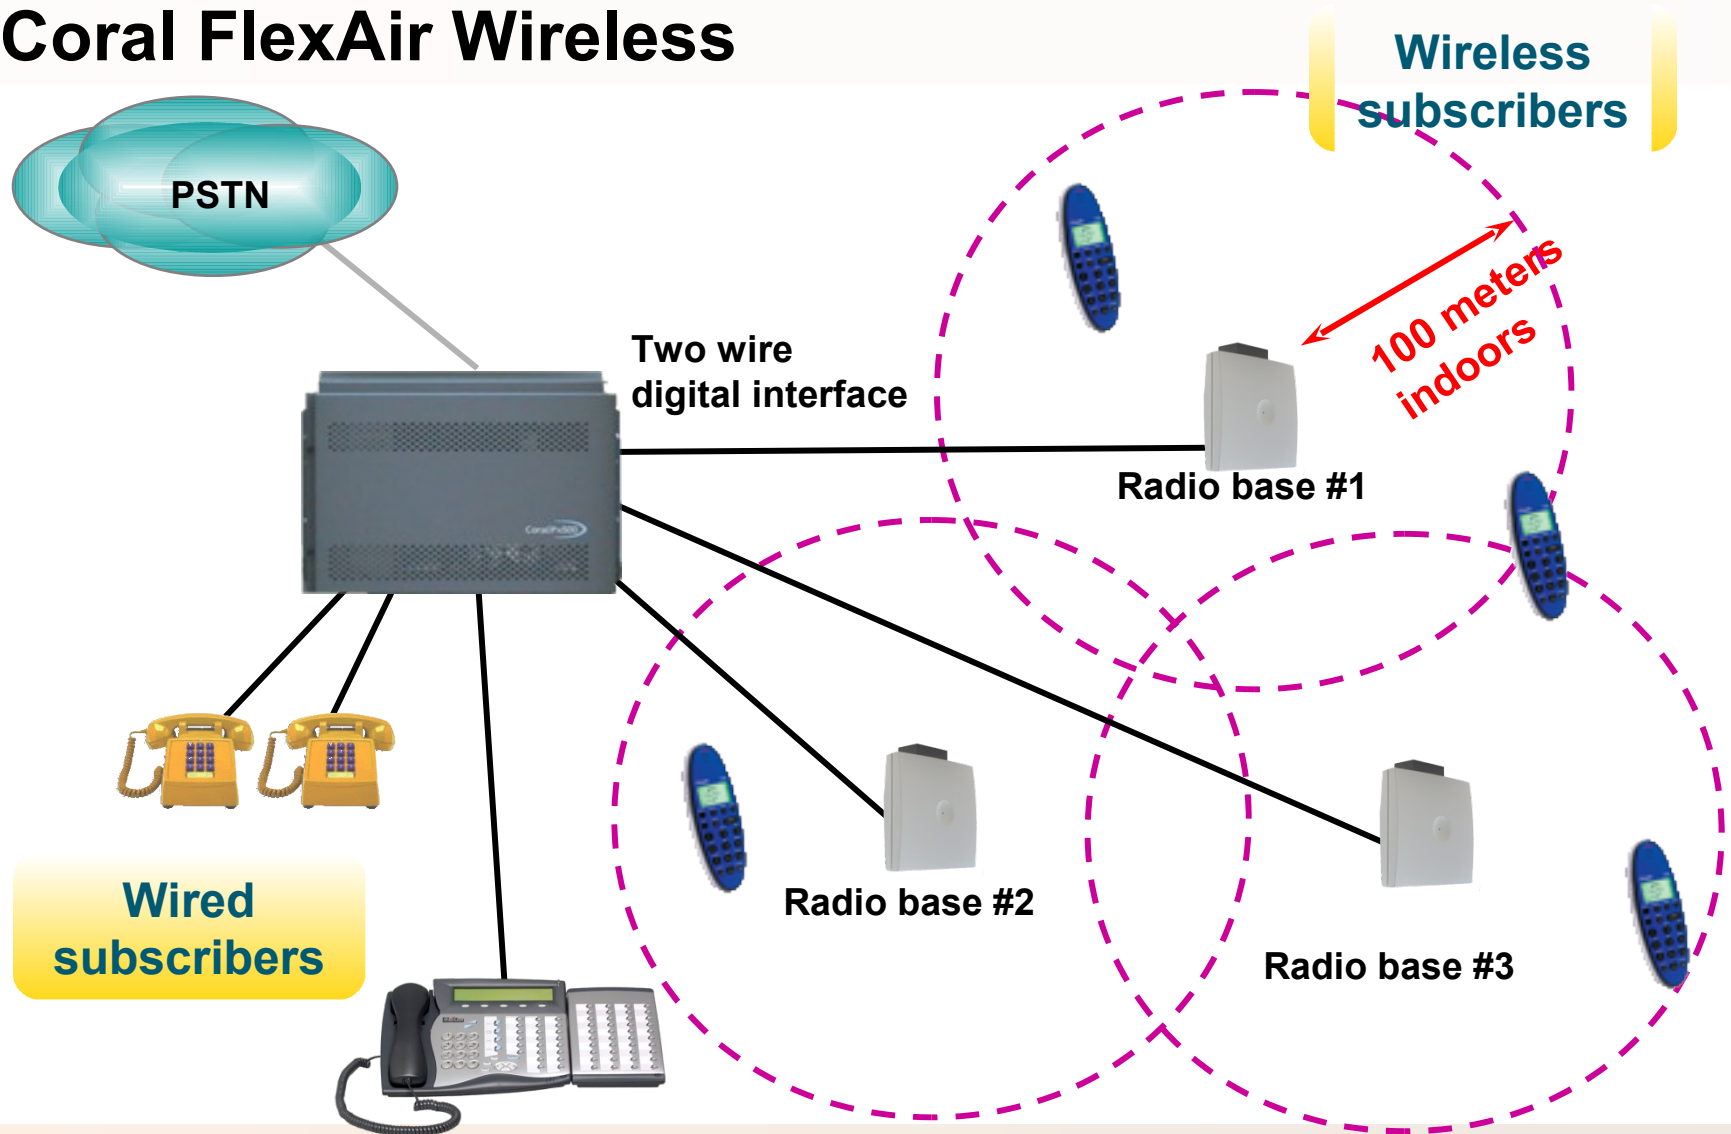 Coral FlexAir Wireless
Wireless
subscribers
PSTN
Two wire
digital interface
100 meters
indoors
Radio base #1
Radio base #2
Radio base #3
Wired
subscribers